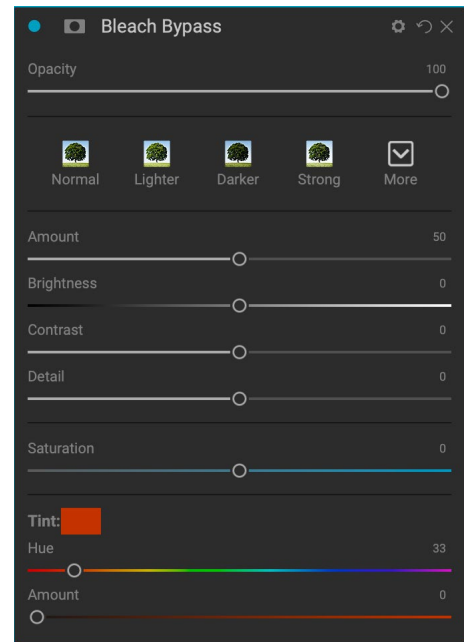 Bleach Bypass
Opacity 100
Normal Lighter Darker Strong More
Amount 50
Brightness 0
Contrast 0
Detail 0
Saturation 0
Tint:
Hue 33
Amount 0